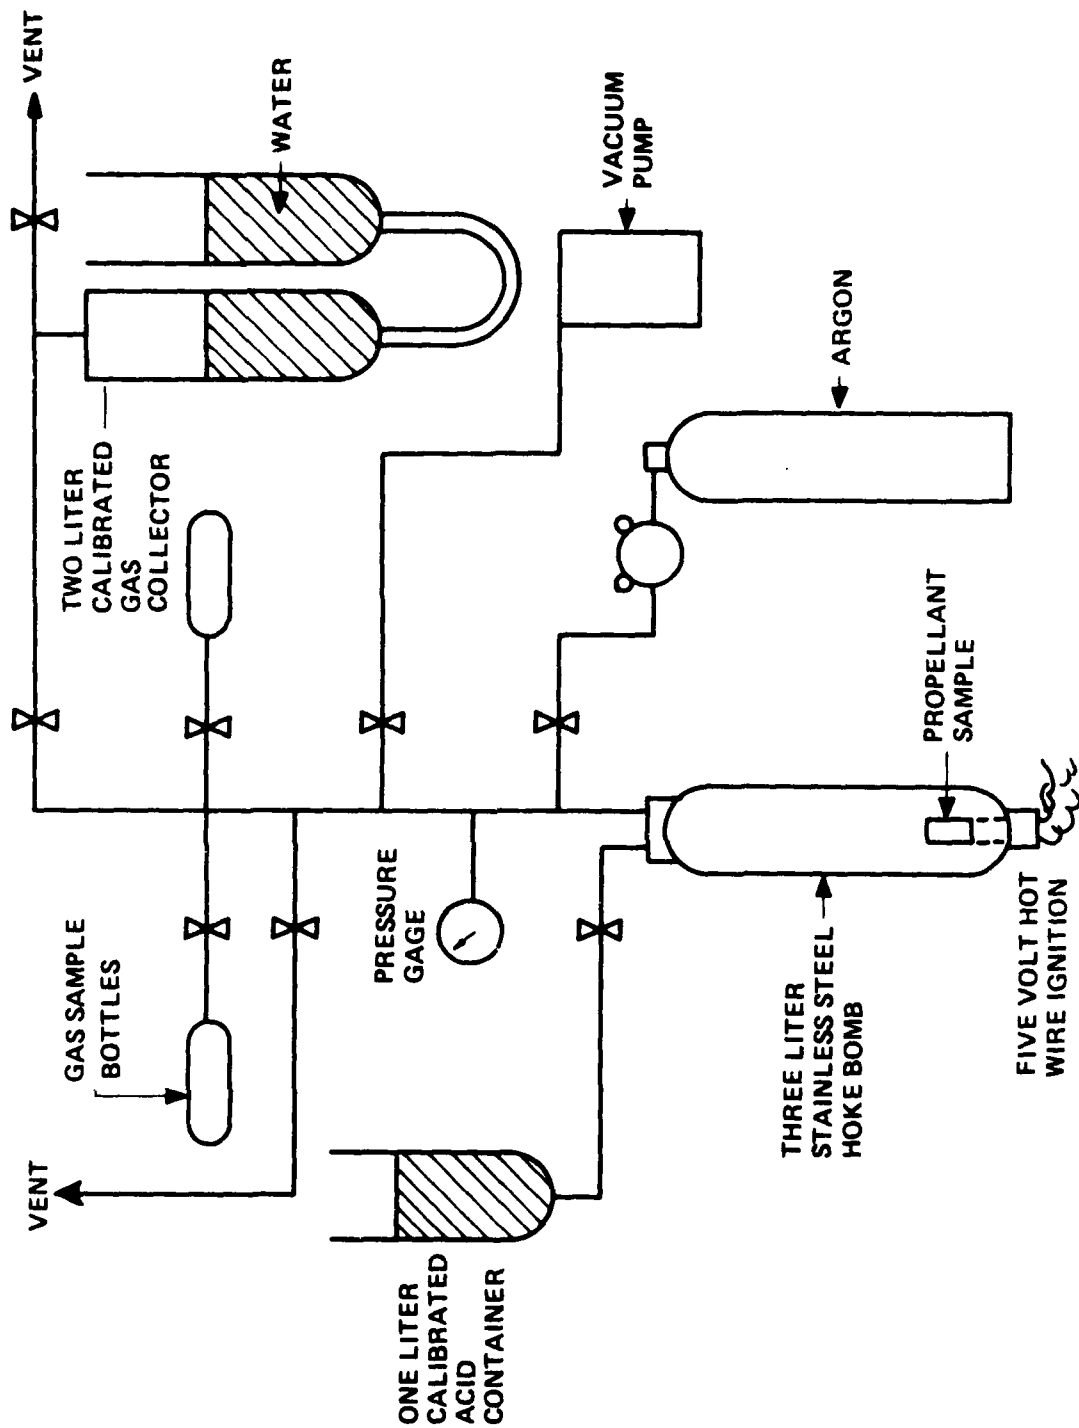 VENT
GAS SAMPLE
BOTTLES
TWO LITER
CALIBRATED
GAS
COLLECTOR
VENT
WATER
ONE LITER
CALIBRATED
ACID
CONTAINER
PRESSURE
GAGE
VACUUM
PUMP
THREE LITER
STAINLESS STEEL
HOKE BOMB
ARGON
PROPELLANT
SAMPLE
FIVE VOLT HOT
WIRE IGNITION